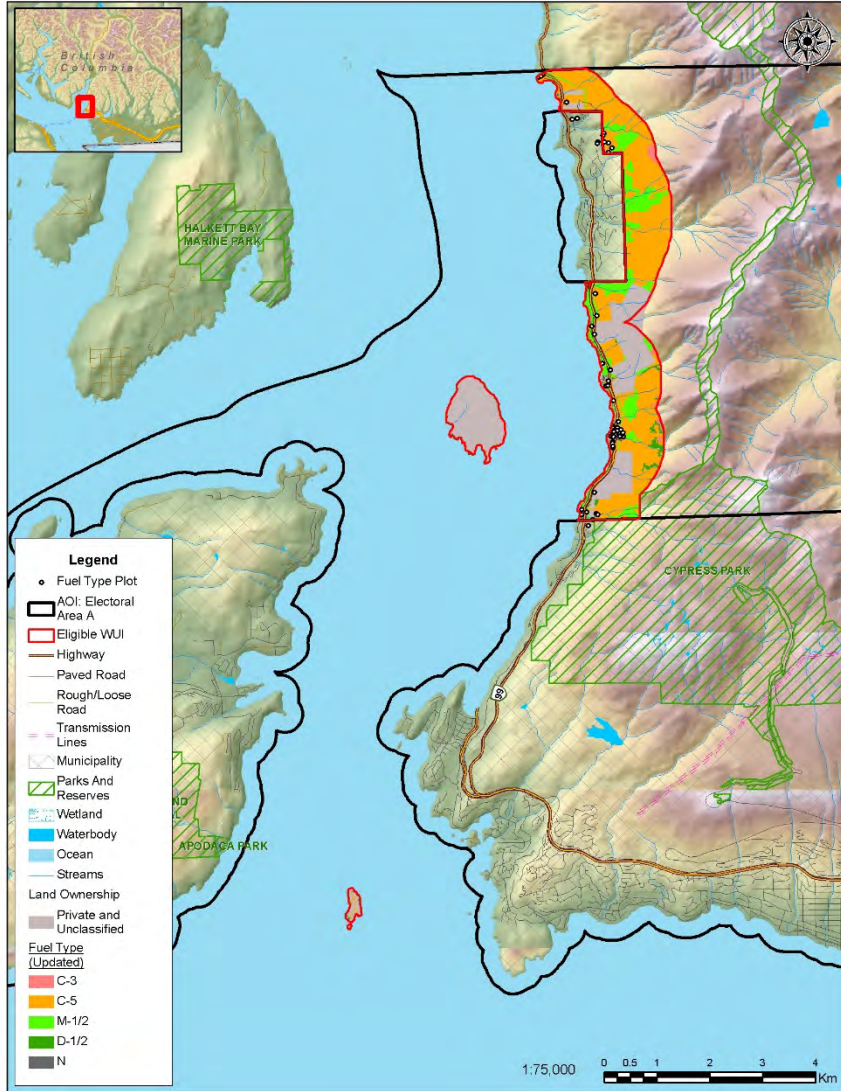 British
Columbia
HALKETT BAY
MARINE PARK
CYPRESS PARK
99
Legend
Fuel Type Plot
AOI: Electoral
Area A
Eligible WUI
Highway
Paved Road
Rough/Loose
Road
Transmission
Lines
Municipality
Parks And
Reserves
Wetland
Waterbody
Ocean
Streams
Land Ownership
Private and
Unclassified
Fuel Type
(Updated)
C-3
C-5
M-1/2
D-1/2
N
ND
L
APODACA PARK
1:75,000
0 0.5 1 2 3 4
Km